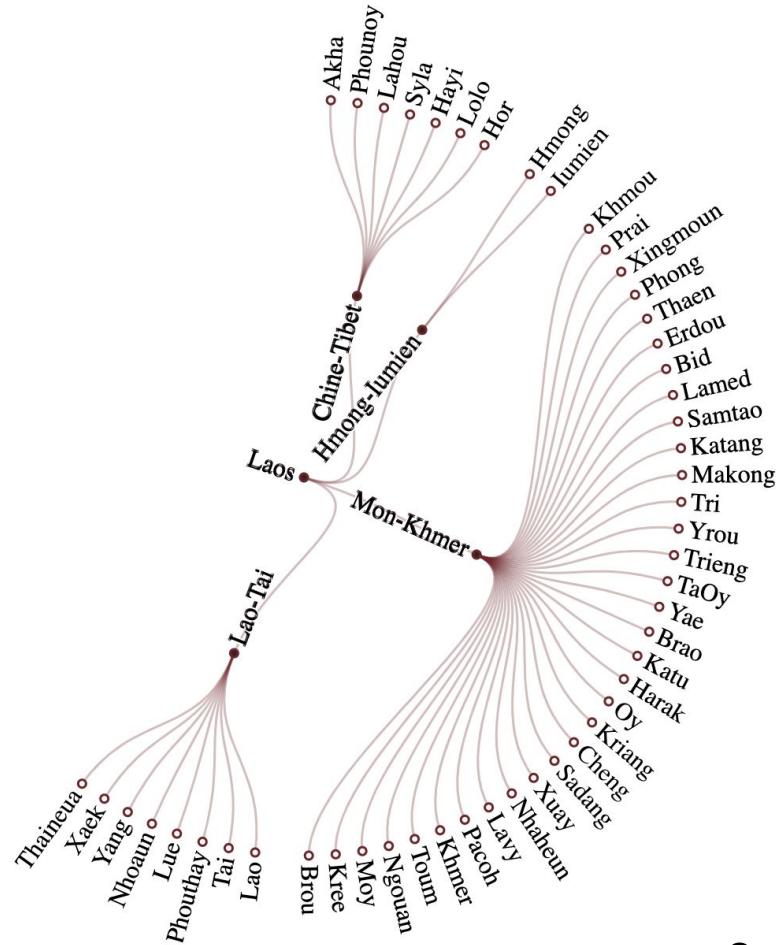 Akha
Phounoy
Lahou
Syla
Hayi
Lolo
Hor
Hmong
Iumien
Khmou
Prai
Xingmoun
Phong
Thaen
Erdou
Bid
Lamed
Samtao
Katang
Makong
Tri
Yrou
Trieng
TaOy
Yae
Brao
Katu
Harak
Oy
Kriang
Cheng
Sadang
Xuay
Nhaheun
Lavy
Pacoh
Khmer
Toum
Ngouan
Moy
Kree
Brou
Lao
Tai
Phouthay
Lue
Nhoaun
Yang
Xaek
Thaineua
Chine-Tibet
Hmong-Iumien
Laos
Mon-Khmer
Lao-Tai